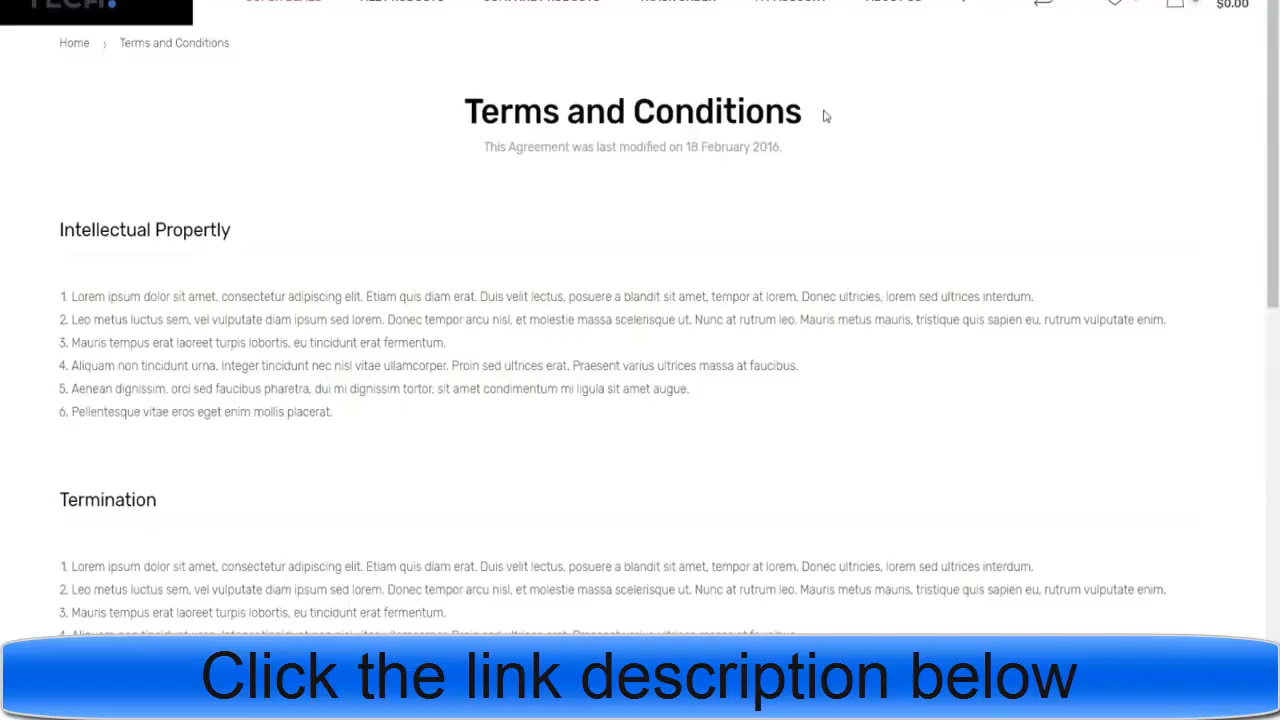 TECH.
$0.00
Home › Terms and Conditions
Terms and Conditions
This Agreement was last modified on 18 February 2016.
Intellectual Propertly
1. Lorem ipsum dolor sit amet, consectetur adipiscing elit. Etiam quis diam erat. Duis velit lectus, posuere a blandit sit amet, tempor at lorem. Donec ultricies, lorem sed ultrices interdum.
2. Leo metus luctus sem, vel vulputate diam ipsum sed lorem. Donec tempor arcu nisl, et molestie massa scelerisque ut. Nunc at rutrum leo. Mauris metus mauris, tristique quis sapien eu, rutrum vulputate enim.
3. Mauris tempus erat laoreet turpis lobortis, eu tincidunt erat fermentum.
4. Aliquam non tincidunt urna. Integer tincidunt nec nisl vitae ullamcorper. Proin sed ultrices erat. Praesent varius ultrices massa at faucibus.
5. Aenean dignissim, orci sed faucibus pharetra, dui mi dignissim tortor, sit amet condimentum mi ligula sit amet augue.
6. Pellentesque vitae eros eget enim mollis placerat.
Termination
1. Lorem ipsum dolor sit amet, consectetur adipiscing elit. Etiam quis diam erat. Duis velit lectus, posuere a blandit sit amet, tempor at lorem. Donec ultricies, lorem sed ultrices interdum.
2. Leo metus luctus sem, vel vulputate diam ipsum sed lorem. Donec tempor arcu nisl, et molestie massa scelerisque ut. Nunc at rutrum leo. Mauris metus mauris, tristique quis sapien eu, rutrum vulputate enim.
3. Mauris tempus erat laoreet turpis lobortis, eu tincidunt erat fermentum.
Click the link description below